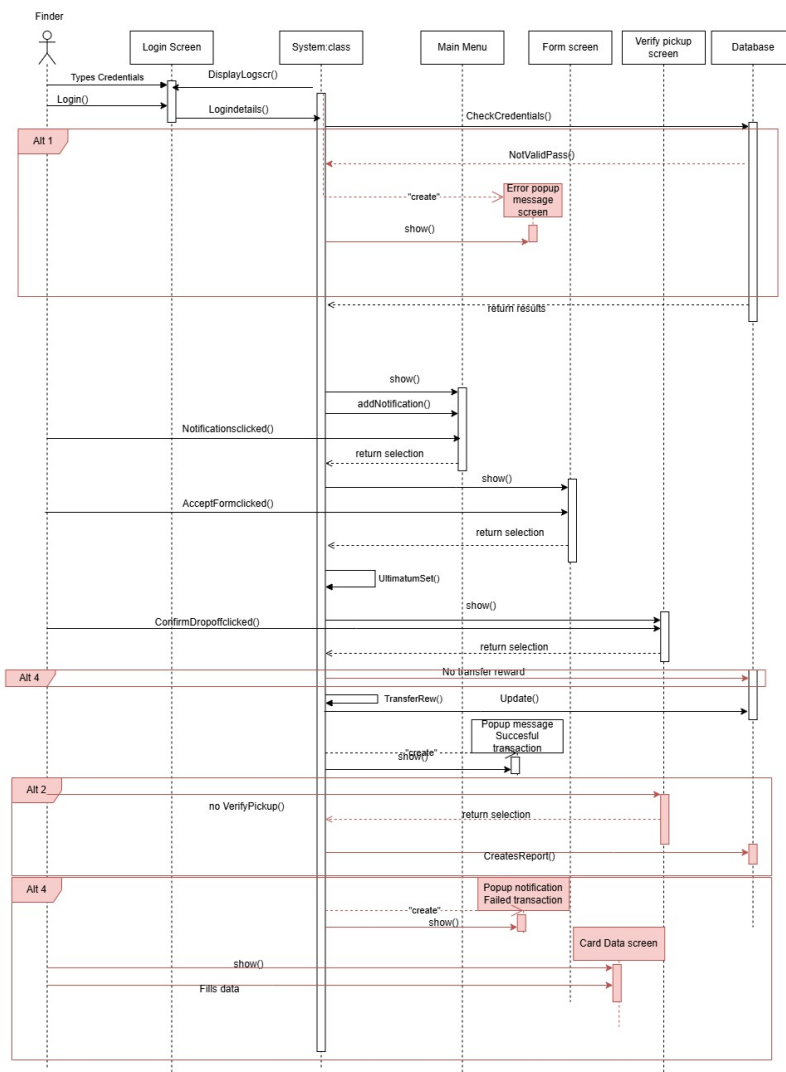 Finder
Login Screen
System:class
Main Menu
Form screen
Verify pickup
screen
Database
Types Credentials
DisplayLogscr()
Login()
Logindetails()
CheckCredentials()
Alt 1
NotValidPass()
"create"
Error popup
message
screen
show()
return results
show()
addNotification()
Notificationsclicked()
return selection
show()
AcceptFormclicked()
return selection
UltimatumSet()
show()
ConfirmDropoffclicked()
return selection
Alt 4
No transfer reward
TransferRew()
Update()
Popup message
Succesful
transaction
"create"
show()
Alt 2
no VerifyPickup()
return selection
CreatesReport()
Alt 4
Popup notification
Failed transaction
"create"
show()
Card Data screen
show()
Fills data